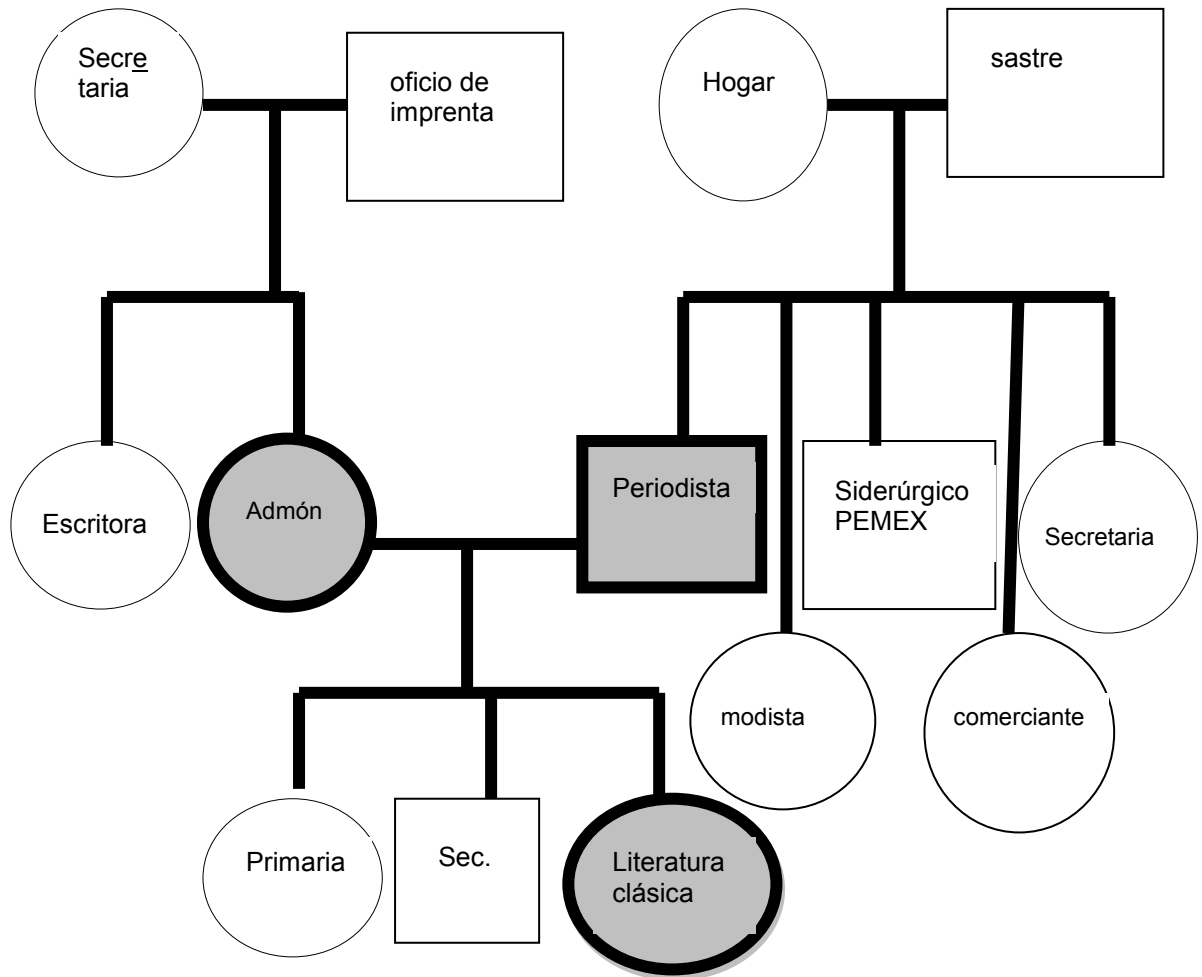 Secre
taria
oficio de
imprenta
Hogar
sastre
Escritora
Admón
Periodista
Siderúrgico
PEMEX
Secretaria
modista
comerciante
Primaria
Sec.
Literatura
clásica